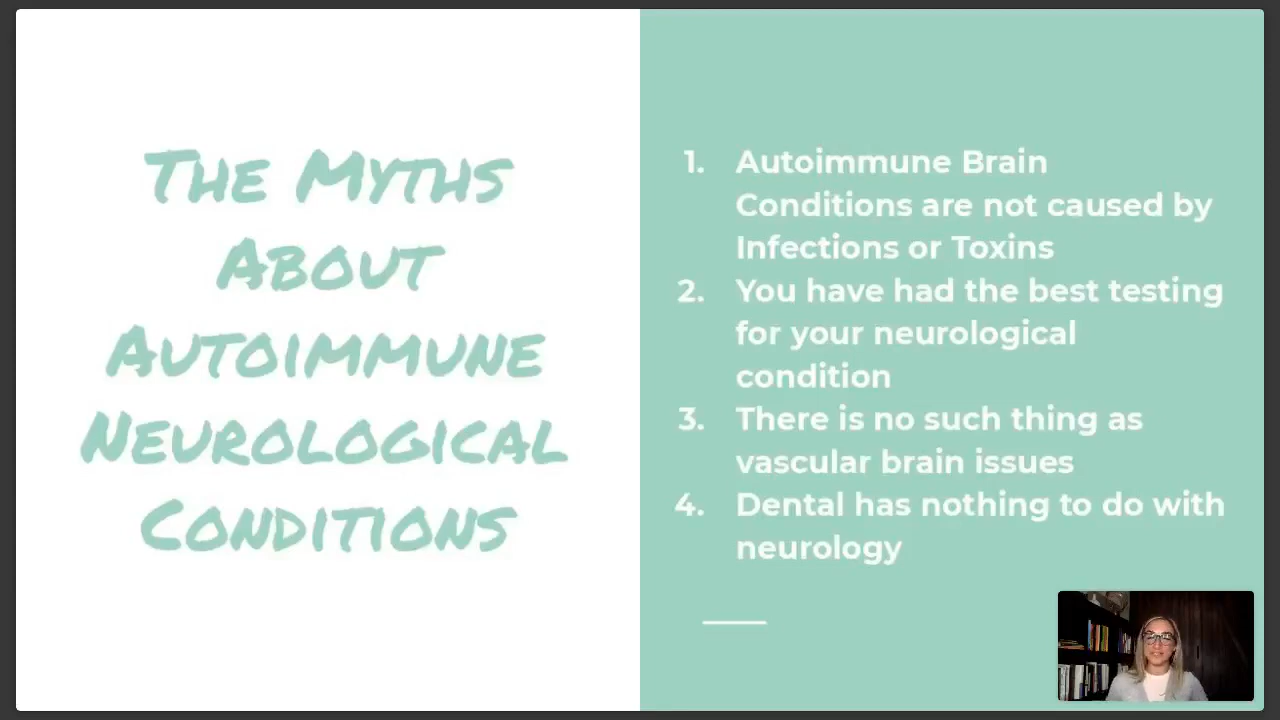 The Myths
About
Autoimmune
Neurological
Conditions
1. Autoimmune Brain
Conditions are not caused by
Infections or Toxins
2. You have had the best testing
for your neurological
condition
3. There is no such thing as
vascular brain issues
4. Dental has nothing to do with
neurology